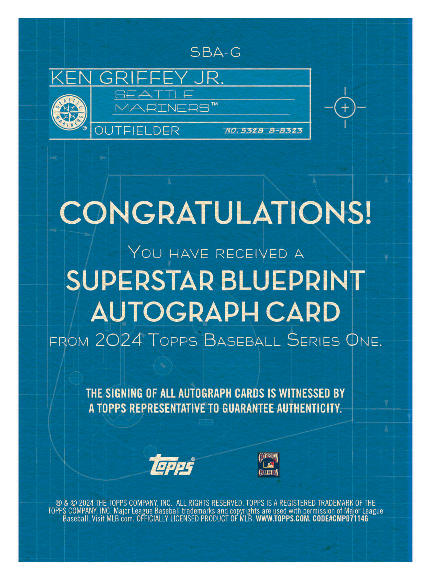 SBA-G
KEN GRIFFEY JR.
SEATTLE
MARINERS™
OUTFIELDER NO. 5328 B-8323
CONGRATULATIONS!
YOU HAVE RECEIVED A
SUPERSTAR BLUEPRINT
AUTOGRAPH CARD
FROM 2024 TOPPS BASEBALL SERIES ONE.
THE SIGNING OF ALL AUTOGRAPH CARDS IS WITNESSED BY
A TOPPS REPRESENTATIVE TO GUARANTEE AUTHENTICITY.
Topps®
® & © 2024 THE TOPPS COMPANY, INC. ALL RIGHTS RESERVED. TOPPS IS A REGISTERED TRADEMARK OF THE
TOPPS COMPANY, INC. Major League Baseball trademarks and copyrights are used with permission of Major League
Baseball. Visit MLB.com. OFFICIALLY LICENSED PRODUCT OF MLB. WWW.TOPPS.COM. CODE#CMP071146